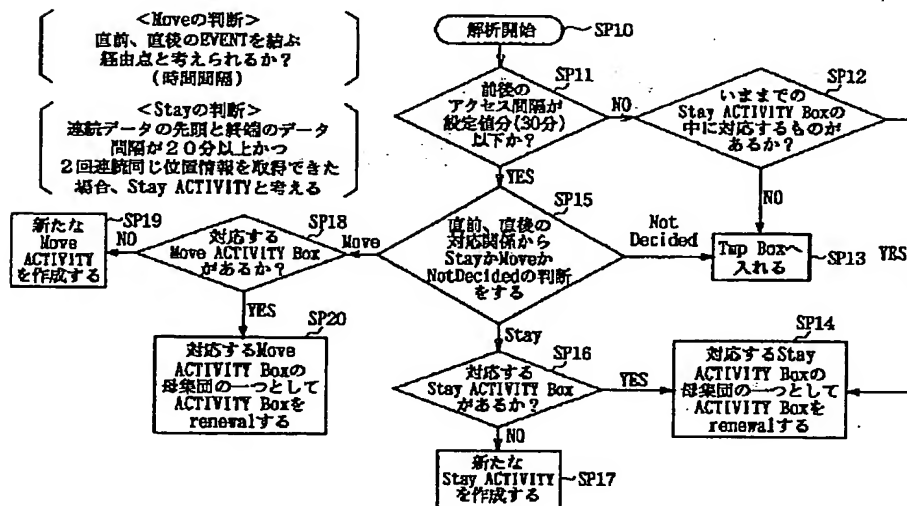 <Moveの判断>
直前、直後のEVENTを結ぶ
経由点と考えられるか?
(時間間隔)
<Stayの判断>
連続データの先頭と終端のデータ
間隔が20分以上かつ
2回連続同じ位置情報を取得できた
場合、Stay ACTIVITYと考える
解析開始
SP10
SP11
前後の
アクセス間隔が
設定値分(30分)
以下か?
NO
YES
SP12
いままでの
Stay ACTIVITY Boxの
中に対応するものが
あるか?
NO
YES
SP15
直前、直後の
対応関係から
StayかMoveか
NotDecidedの判断
をする
Not
Decided
Move
Stay
Tmp Boxへ
入れる
SP13
SP18
対応する
Move ACTIVITY Box
があるか?
NO
YES
SP19
新たな
Move
ACTIVITY
を作成する
SP20
対応するMove
ACTIVITY Boxの
母集団の一つとして
ACTIVITY Boxを
renewalする
SP16
対応する
Stay ACTIVITY Box
があるか?
YES
NO
SP14
対応するStay
ACTIVITY Boxの
母集団の一つとして
ACTIVITY Boxを
renewalする
新たな
Stay ACTIVITY
を作成する
SP17